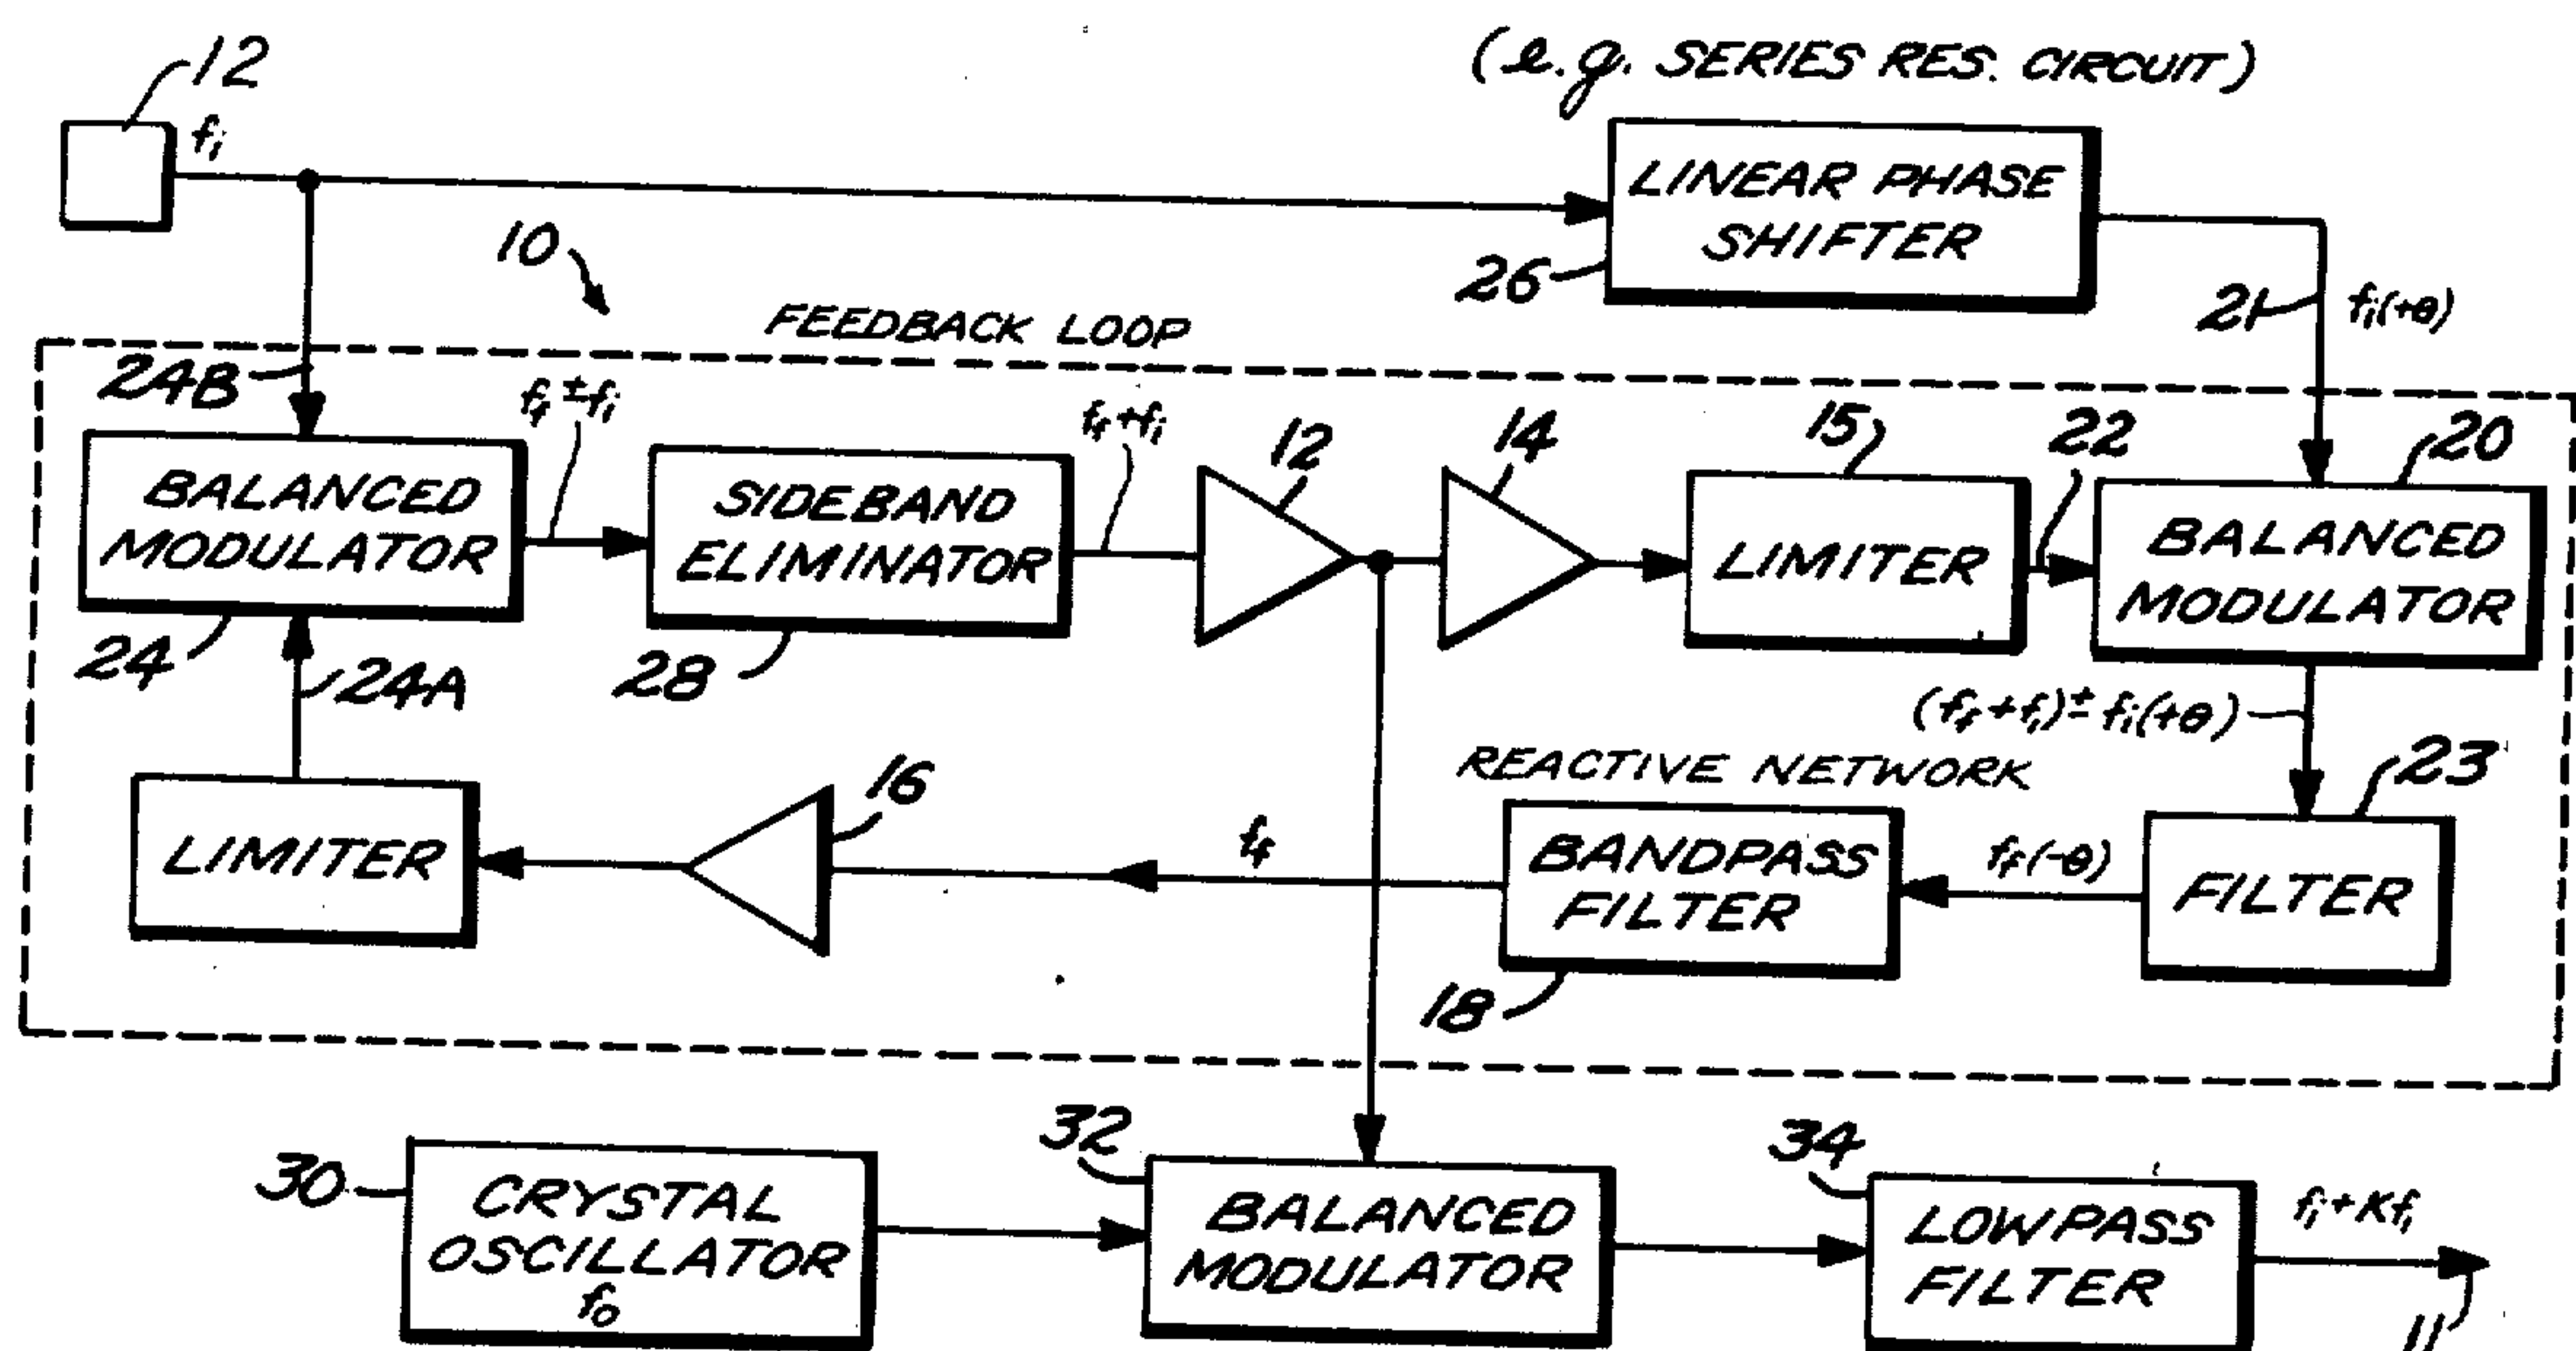 12
(e.g. SERIES RES. CIRCUIT)
fi
LINEAR PHASE
SHIFTER
10
26
21
fi(+θ)
FEEDBACK LOOP
24B
ff ± fi
ff + fi
12
14
15
22
20
BALANCED
MODULATOR
SIDEBAND
ELIMINATOR
LIMITER
BALANCED
MODULATOR
24
24A
28
(ff + fi) ± fi(+θ)
REACTIVE NETWORK
16
23
LIMITER
ff
BANDPASS
FILTER
ff(-θ)
FILTER
18
30
CRYSTAL
OSCILLATOR
fo
32
BALANCED
MODULATOR
34
LOWPASS
FILTER
fi + Kfi
11